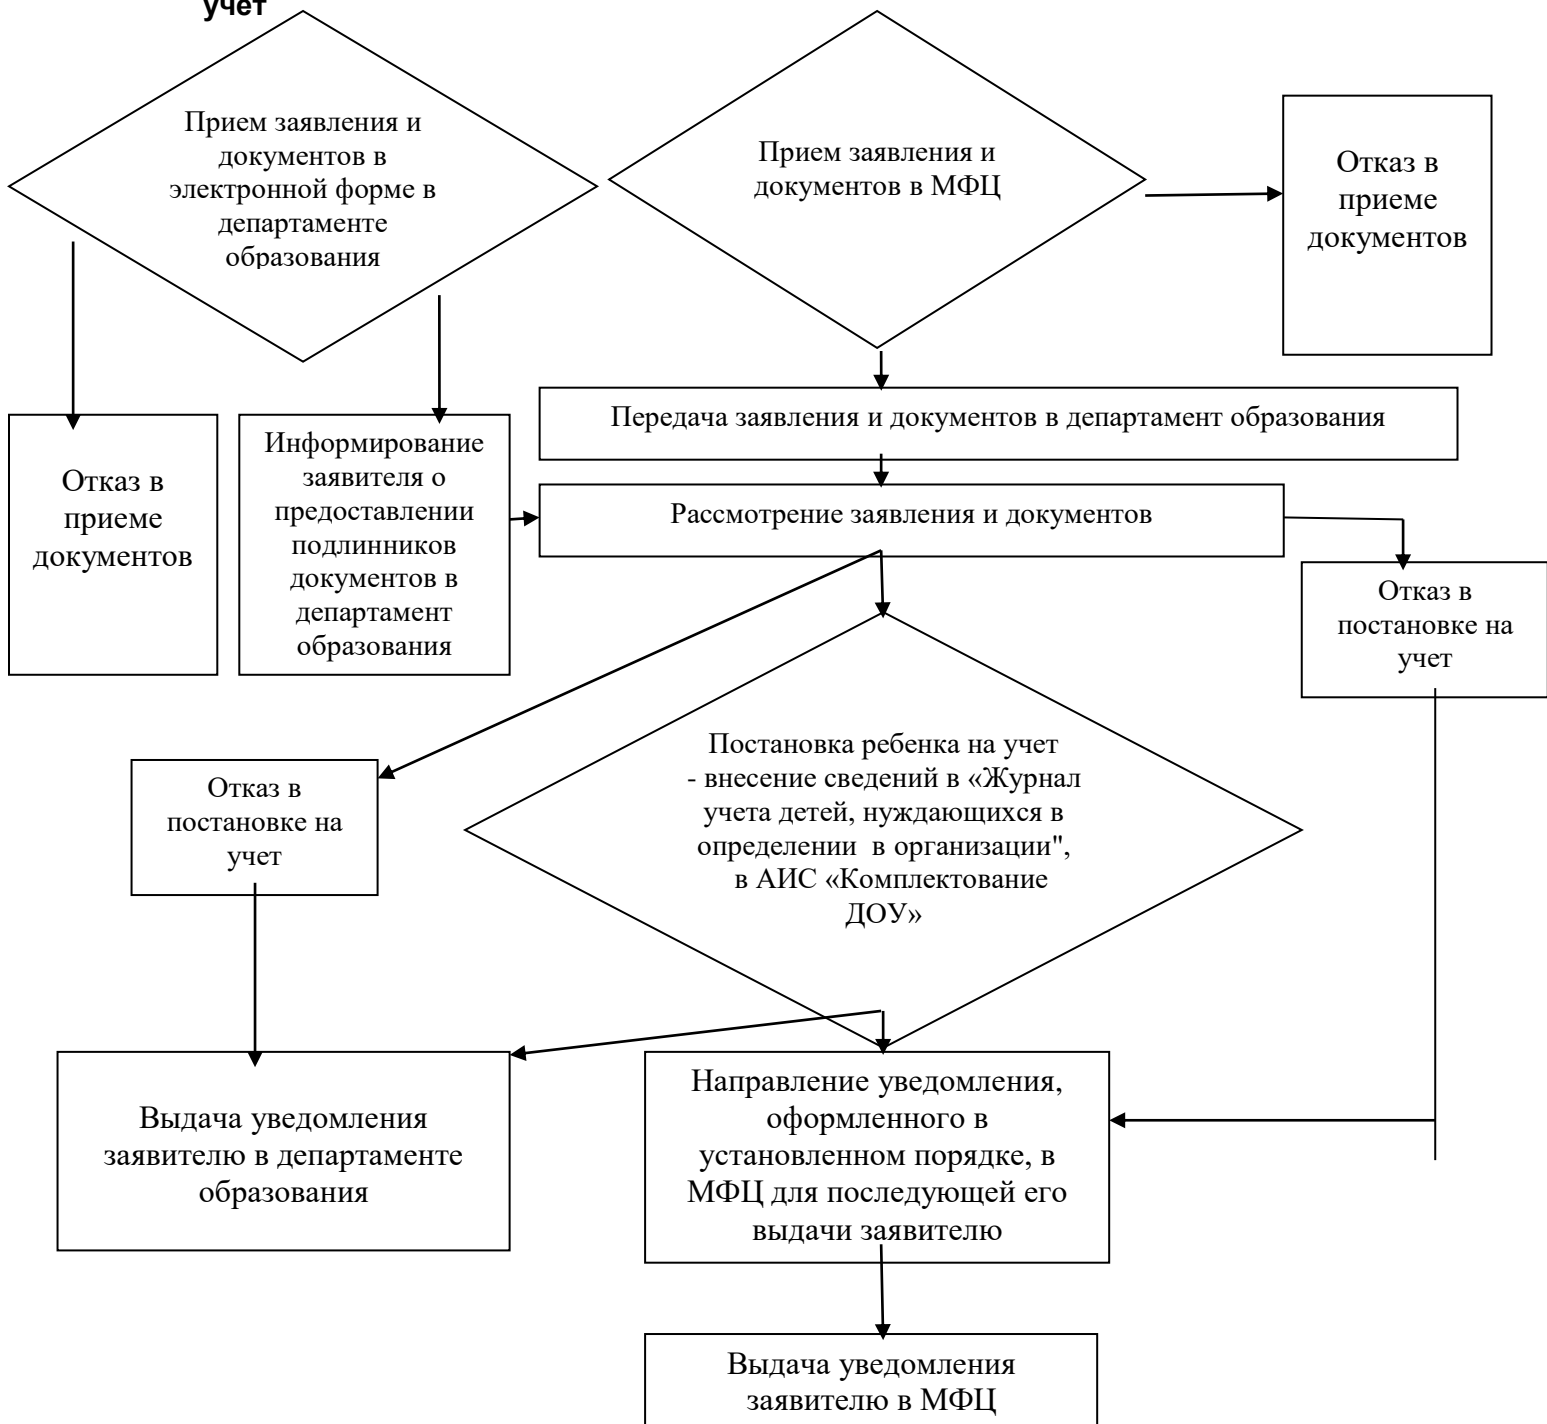 учет
Прием заявления и
документов в
электронной форме в
департаменте
образования
Прием заявления и
документов в МФЦ
Отказ в
приеме
документов
Передача заявления и документов в департамент образования
Отказ в
приеме
документов
Информирование
заявителя о
предоставлении
подлинников
документов в
департамент
образования
Рассмотрение заявления и документов
Отказ в
постановке на
учет
Постановка ребенка на учет
- внесение сведений в «Журнал
учета детей, нуждающихся в
определении в организации",
в АИС «Комплектование
ДОУ»
Отказ в
постановке на
учет
Выдача уведомления
заявителю в департаменте
образования
Направление уведомления,
оформленного в
установленном порядке, в
МФЦ для последующей его
выдачи заявителю
Выдача уведомления
заявителю в МФЦ